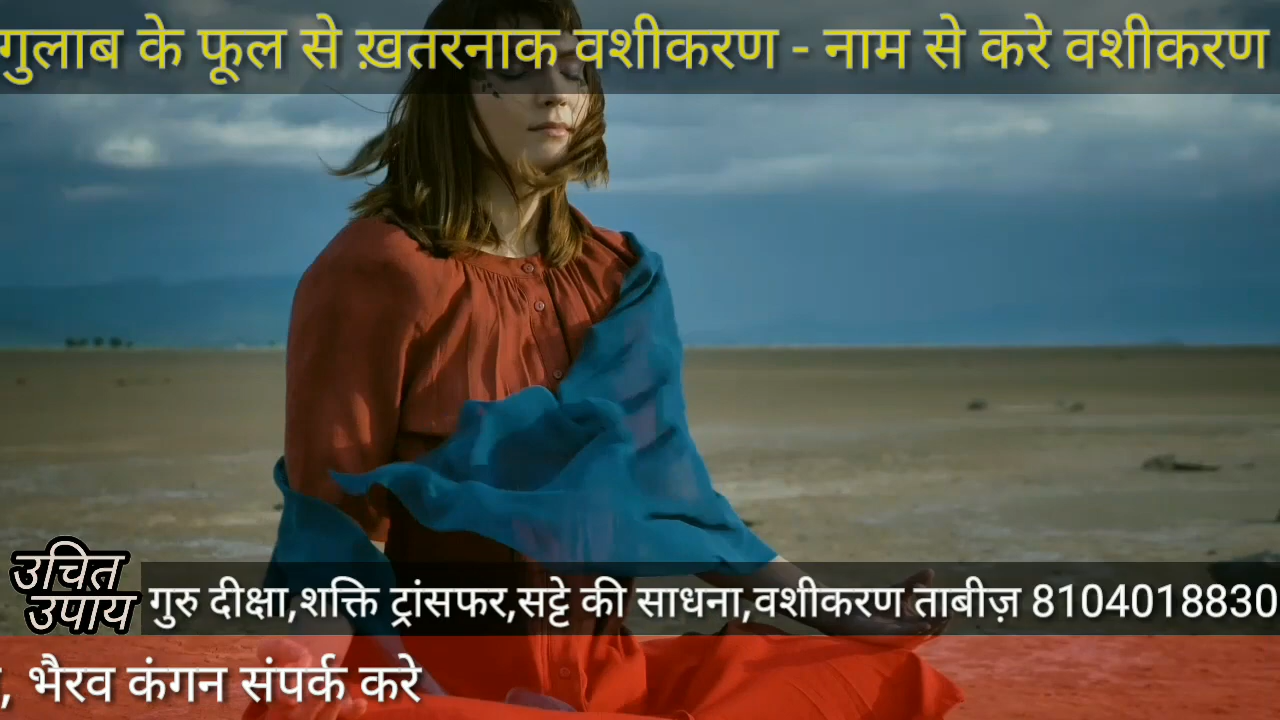 गुलाब के फूल से ख़तरनाक वशीकरण - नाम से करे वशीकरण
उचित
उपाय
गुरु दीक्षा,शक्ति ट्रांसफर,सट्टे की साधना,वशीकरण ताबीज़ 8104018830
, भैरव कंगन संपर्क करे